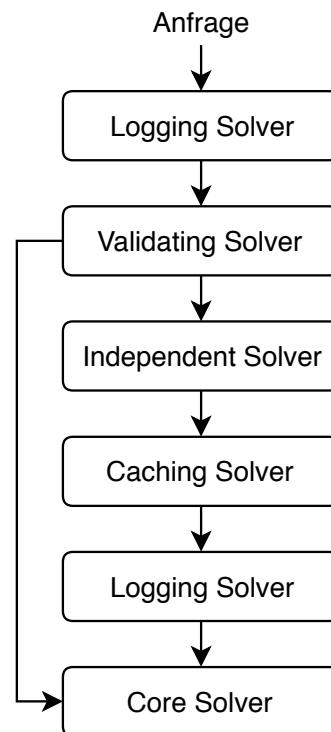 Anfrage
Logging Solver
Validating Solver
Independent Solver
Caching Solver
Logging Solver
Core Solver